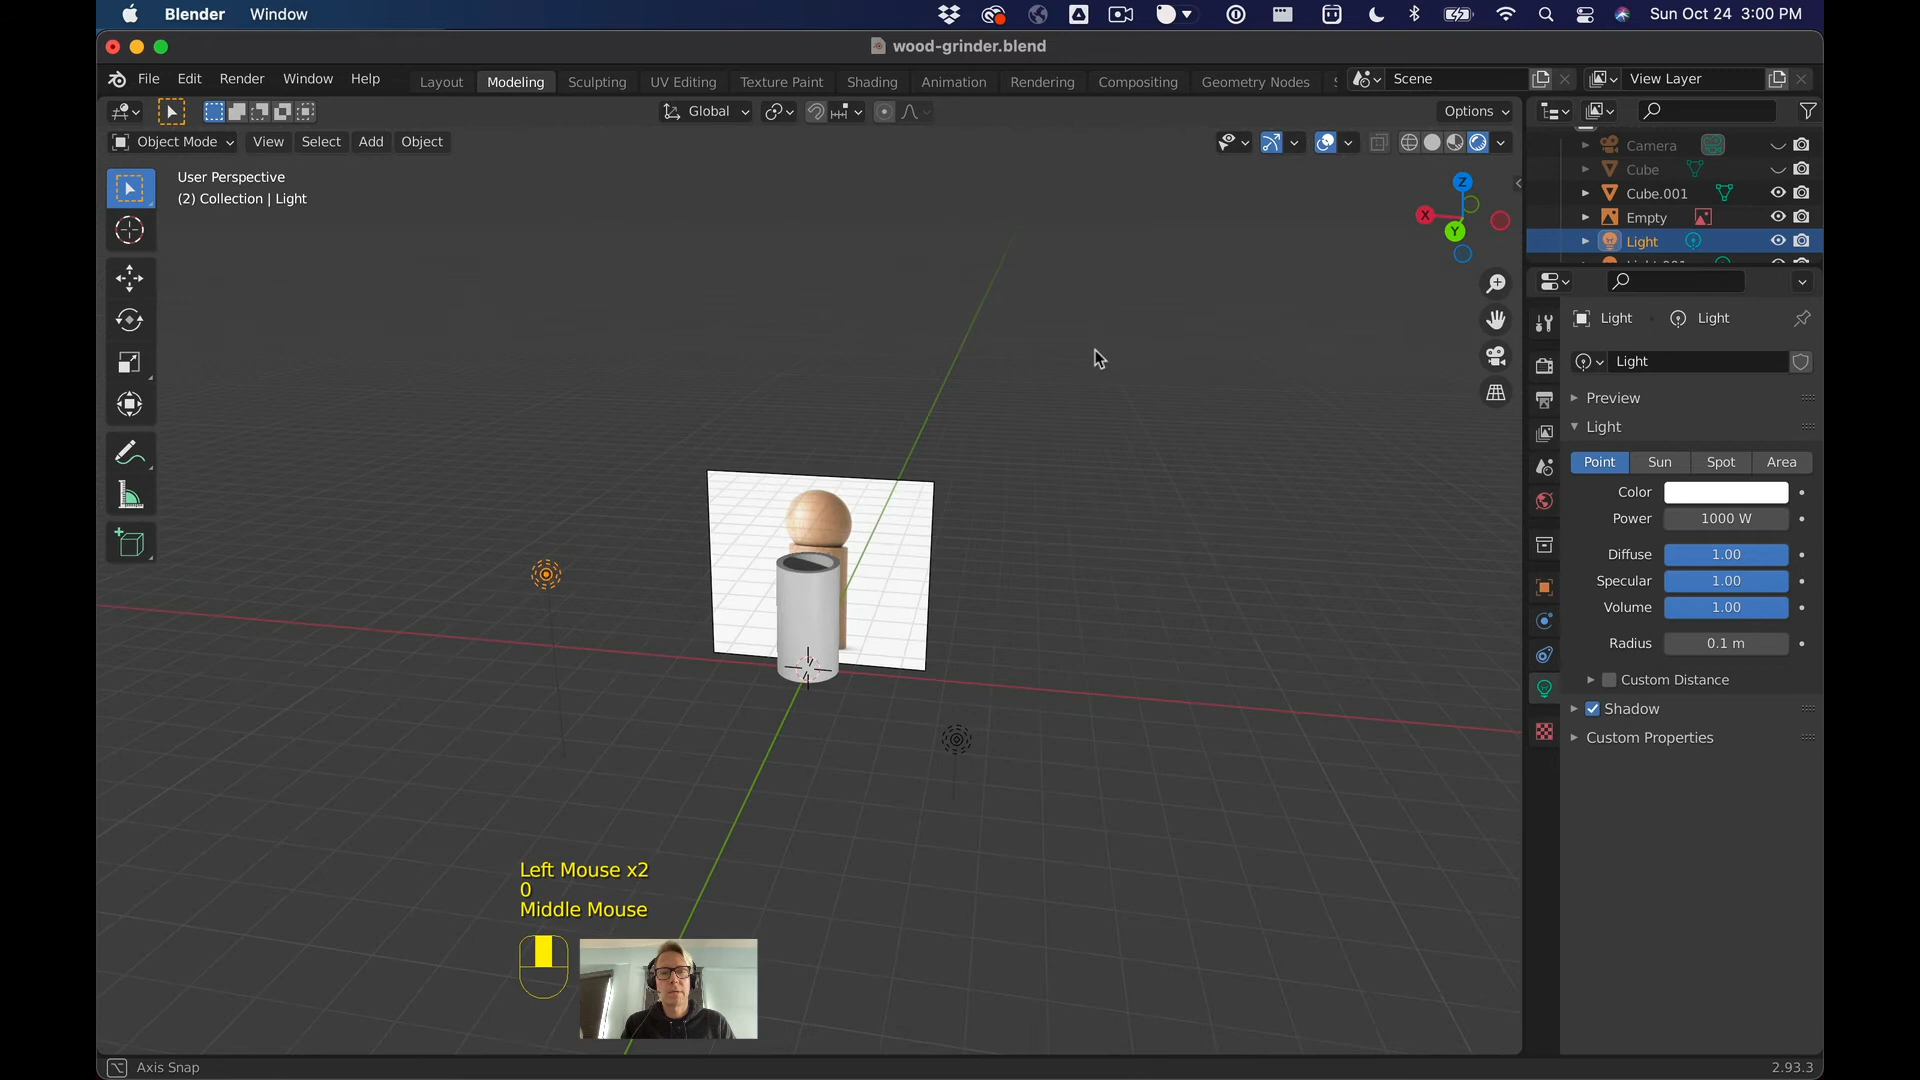 Blender Window Sun Oct 24 3:00 PM
wood-grinder.blend
File Edit Render Window Help Layout Modeling Sculpting UV Editing Texture Paint Shading Animation Rendering Compositing Geometry Nodes Scene View Layer
Global Options
Object Mode View Select Add Object
User Perspective
(2) Collection | Light
Z
X
Y
Camera
Cube
Cube.001
Empty
Light
Light Light
Light
Preview
Light
Point Sun Spot Area
Color
Power 1000 W
Diffuse 1.00
Specular 1.00
Volume 1.00
Radius 0.1 m
Custom Distance
Shadow
Custom Properties
Left Mouse x2
0
Middle Mouse
Axis Snap 2.93.3